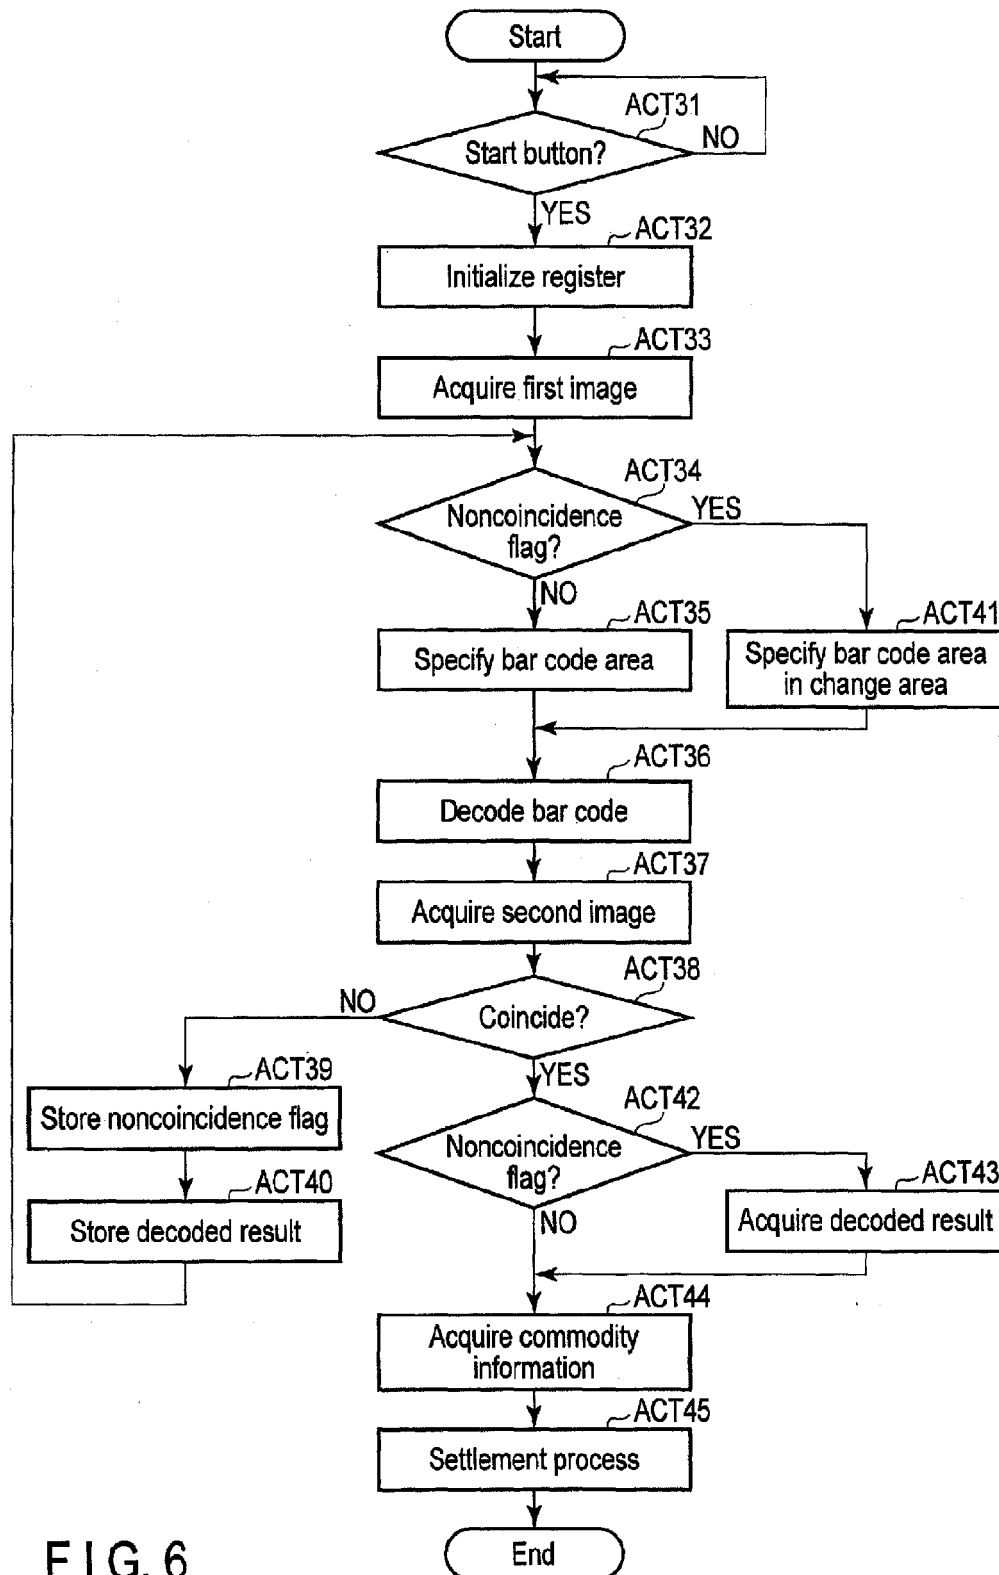 Start
ACT31
Start button?
NO
YES
ACT32
Initialize register
ACT33
Acquire first image
ACT34
Noncoincidence
flag?
YES
NO
ACT35
Specify bar code area
ACT41
Specify bar code area
in change area
ACT36
Decode bar code
ACT37
Acquire second image
ACT38
Coincide?
NO
YES
ACT39
Store noncoincidence flag
ACT40
Store decoded result
ACT42
Noncoincidence
flag?
YES
NO
ACT43
Acquire decoded result
ACT44
Acquire commodity
information
ACT45
Settlement process
End
FIG. 6